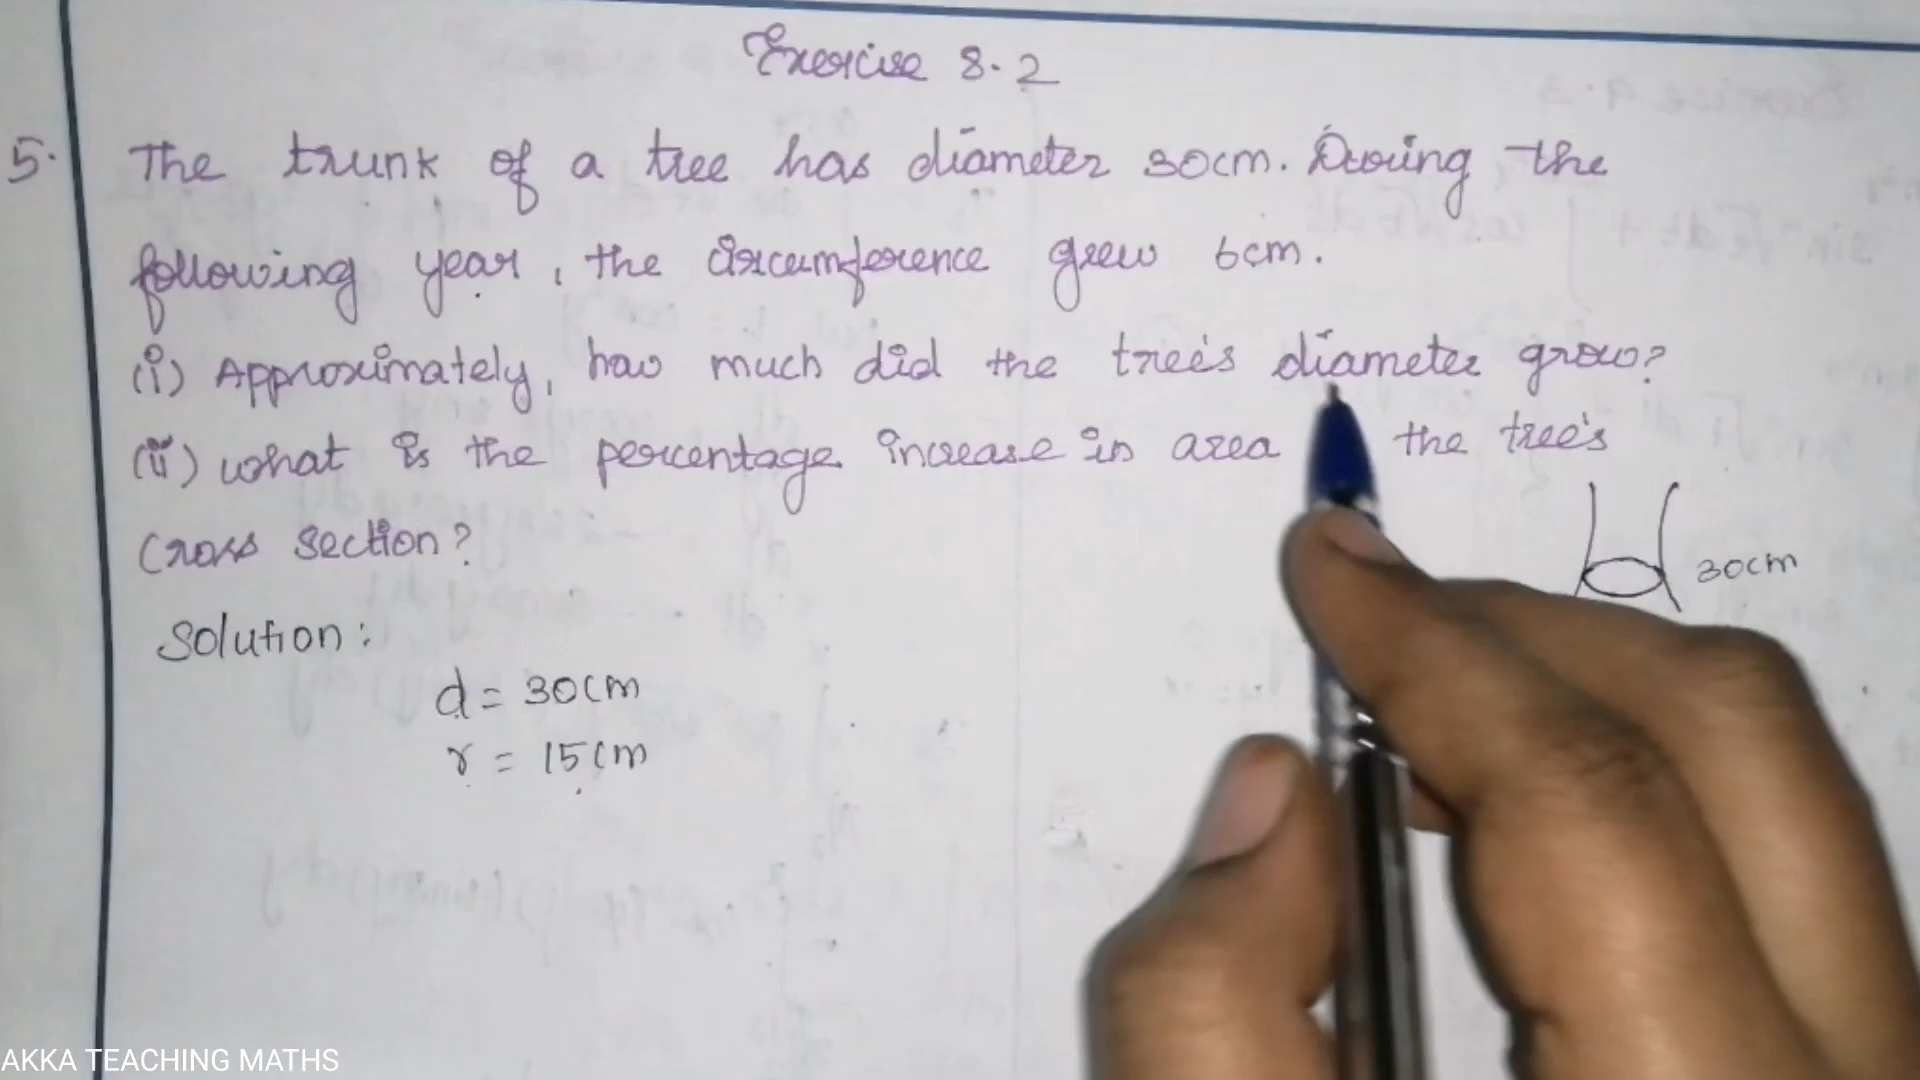 Exercise 8.2
5. The trunk of a tree has diameter 30cm. During the
following year, the circumference grew 6cm.
(i) Approximately, how much did the tree's diameter grow?
(ii) what is the percentage increase in area the tree's
cross section?
30cm
Solution:
d = 30cm
r = 15cm
AKKA TEACHING MATHS